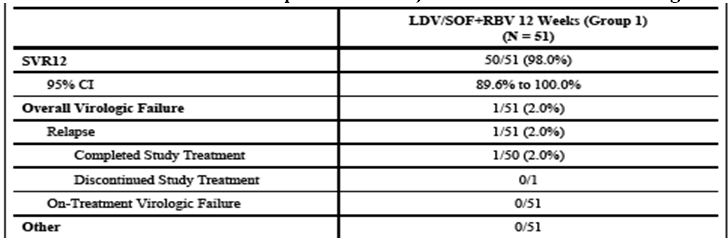 LDV/SOF+RBV 12 Weeks (Group 1)
(N = 51)
SVR12 50/51 (98.0%)
95% CI 89.6% to 100.0%
Overall Virologic Failure 1/51 (2.0%)
Relapse 1/51 (2.0%)
Completed Study Treatment 1/50 (2.0%)
Discontinued Study Treatment 0/1
On-Treatment Virologic Failure 0/51
Other 0/51